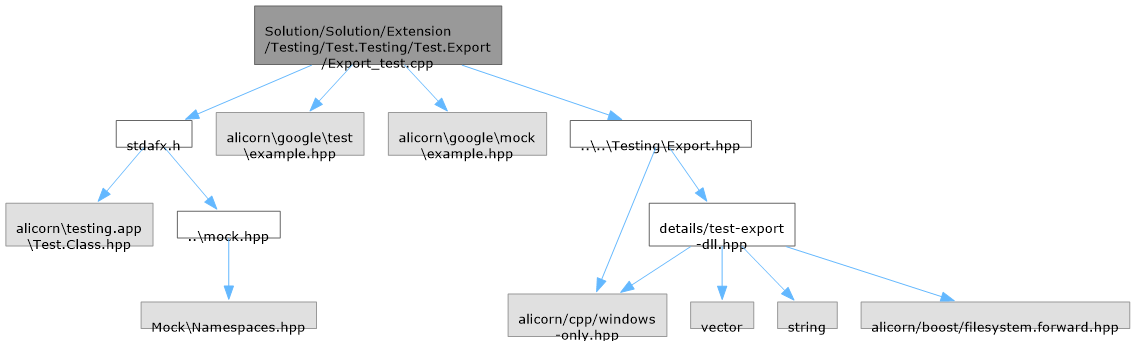 Solution/Solution/Extension
/Testing/Test.Testing/Test.Export
/Export_test.cpp
stdafx.h
alicorn\google\test
\example.hpp
alicorn\google\mock
\example.hpp
..\..\Testing\Export.hpp
alicorn\testing.app
\Test.Class.hpp
..\mock.hpp
details/test-export
-dll.hpp
Mock\Namespaces.hpp
alicorn/cpp/windows
-only.hpp
vector
string
alicorn/boost/filesystem.forward.hpp